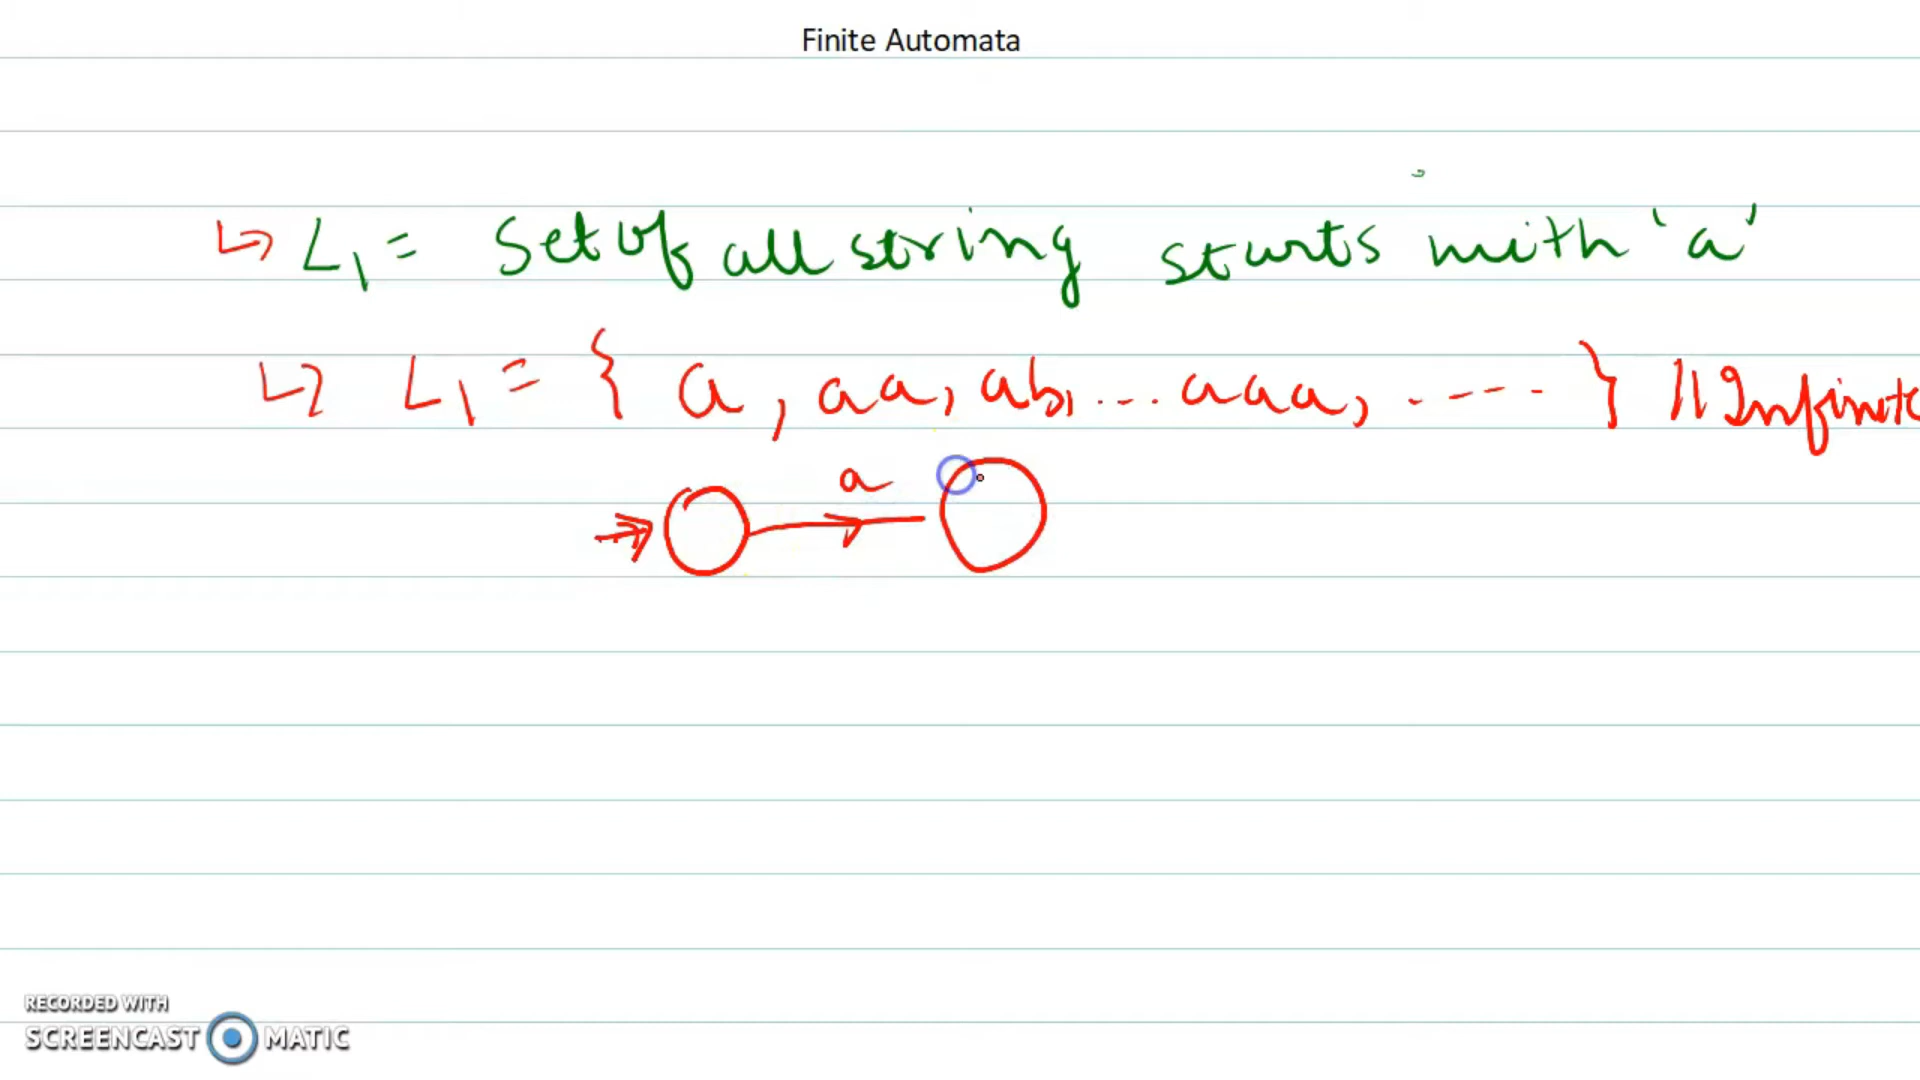 Finite Automata
L1 = Set of all string starts with 'a'
L1 = { a, aa, ab, ... aaa, ..... } // Infinite
a
RECORDED WITH
SCREENCAST MATIC